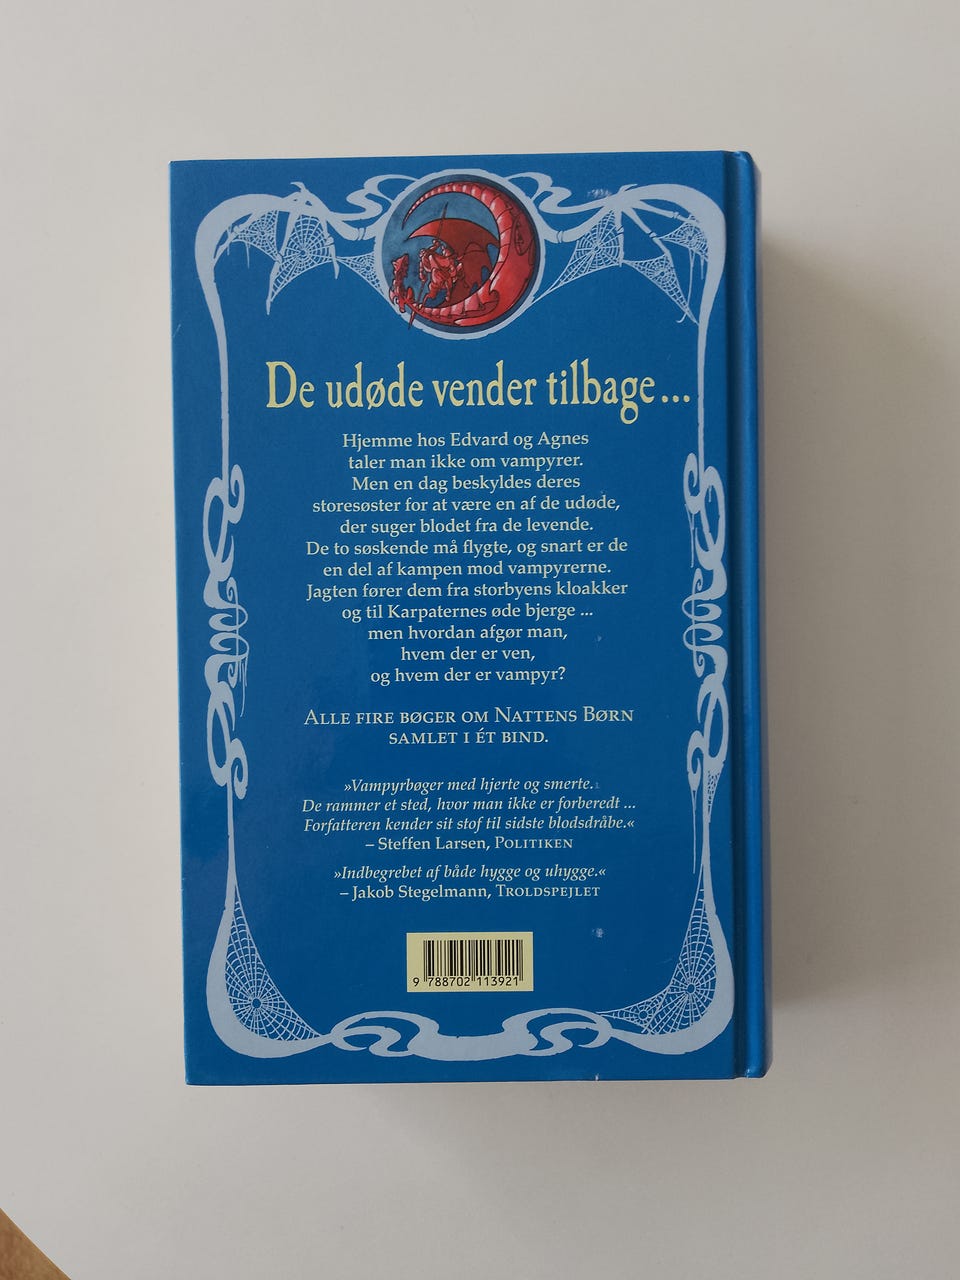 De udøde vender tilbage...
Hjemme hos Edvard og Agnes
taler man ikke om vampyrer.
Men en dag beskyldes deres
storesøster for at være en af de udøde,
der suger blodet fra de levende.
De to søskende må flygte, og snart er de
en del af kampen mod vampyrerne.
Jagten fører dem fra storbyens kloakker
og til Karpaternes øde bjerge ...
men hvordan afgør man,
hvem der er ven,
og hvem der er vampyr?
Alle fire bøger om Nattens Børn
samlet i ét bind.
»Vampyrbøger med hjerte og smerte.
De rammer et sted, hvor man ikke er forberedt ...
Forfatteren kender sit stof til sidste blodsdråbe.«
– Steffen Larsen, Politiken
»Indbegrebet af både hygge og uhygge.«
– Jakob Stegelmann, Troldspejlet
9 788702 113921